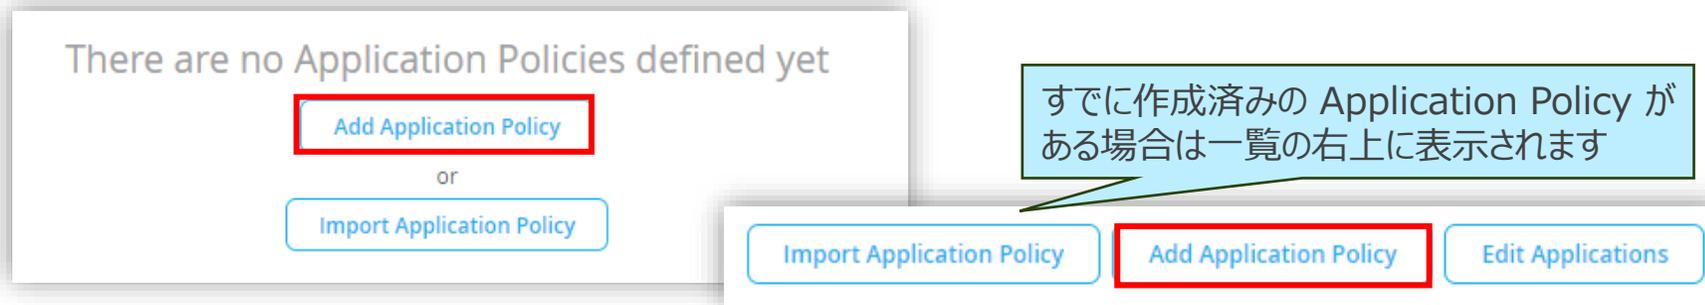 There are no Application Policies defined yet
Add Application Policy
or
Import Application Policy
すでに作成済みの Application Policy が
ある場合は一覧の右上に表示されます
Import Application Policy
Add Application Policy
Edit Applications